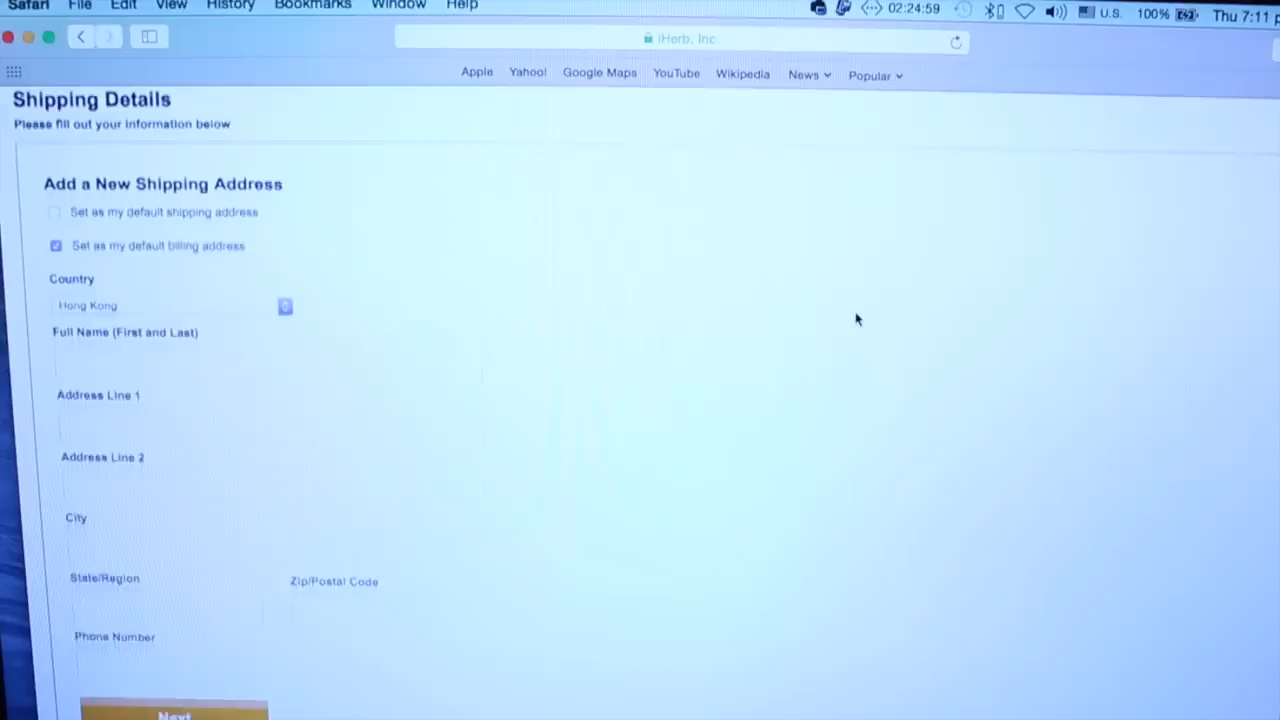 Safari File Edit View History Bookmarks Window Help 02:24:59 U.S. 100% Thu 7:11
iHerb, Inc
Apple Yahoo! Google Maps YouTube Wikipedia News Popular
Shipping Details
Please fill out your information below
Add a New Shipping Address
Set as my default shipping address
Set as my default billing address
Country
Hong Kong
Full Name (First and Last)
Address Line 1
Address Line 2
City
State/Region Zip/Postal Code
Phone Number
Next